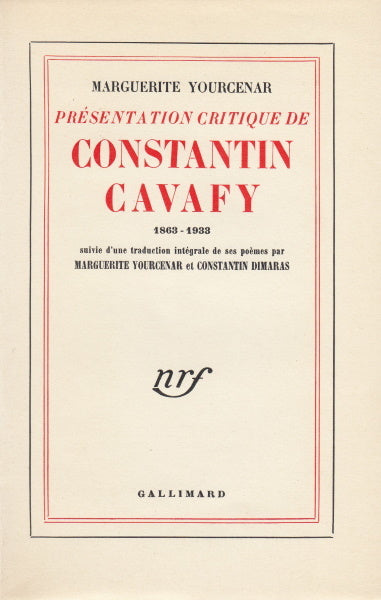 MARGUERITE YOURCENAR
PRÉSENTATION CRITIQUE DE
CONSTANTIN
CAVAFY
1863-1933
suivie d'une traduction intégrale de ses poèmes par
MARGUERITE YOURCENAR et CONSTANTIN DIMARAS
nrf
GALLIMARD